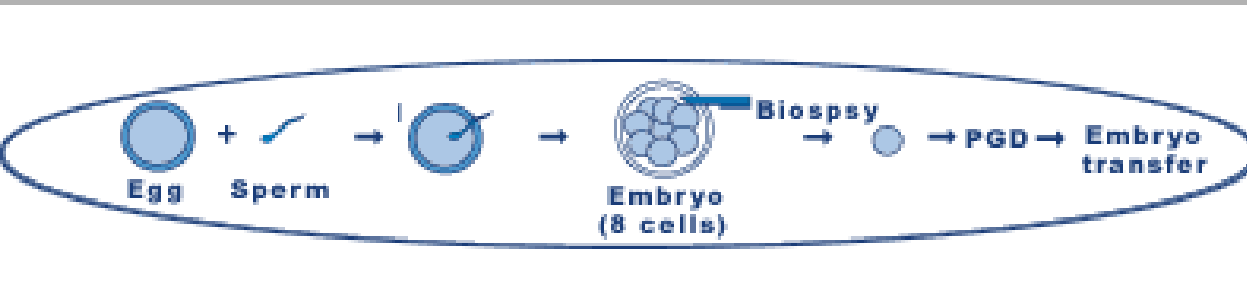 Biospsy
+
PGD
Embryo
transfer
Egg
Sperm
Embryo
(8 cells)